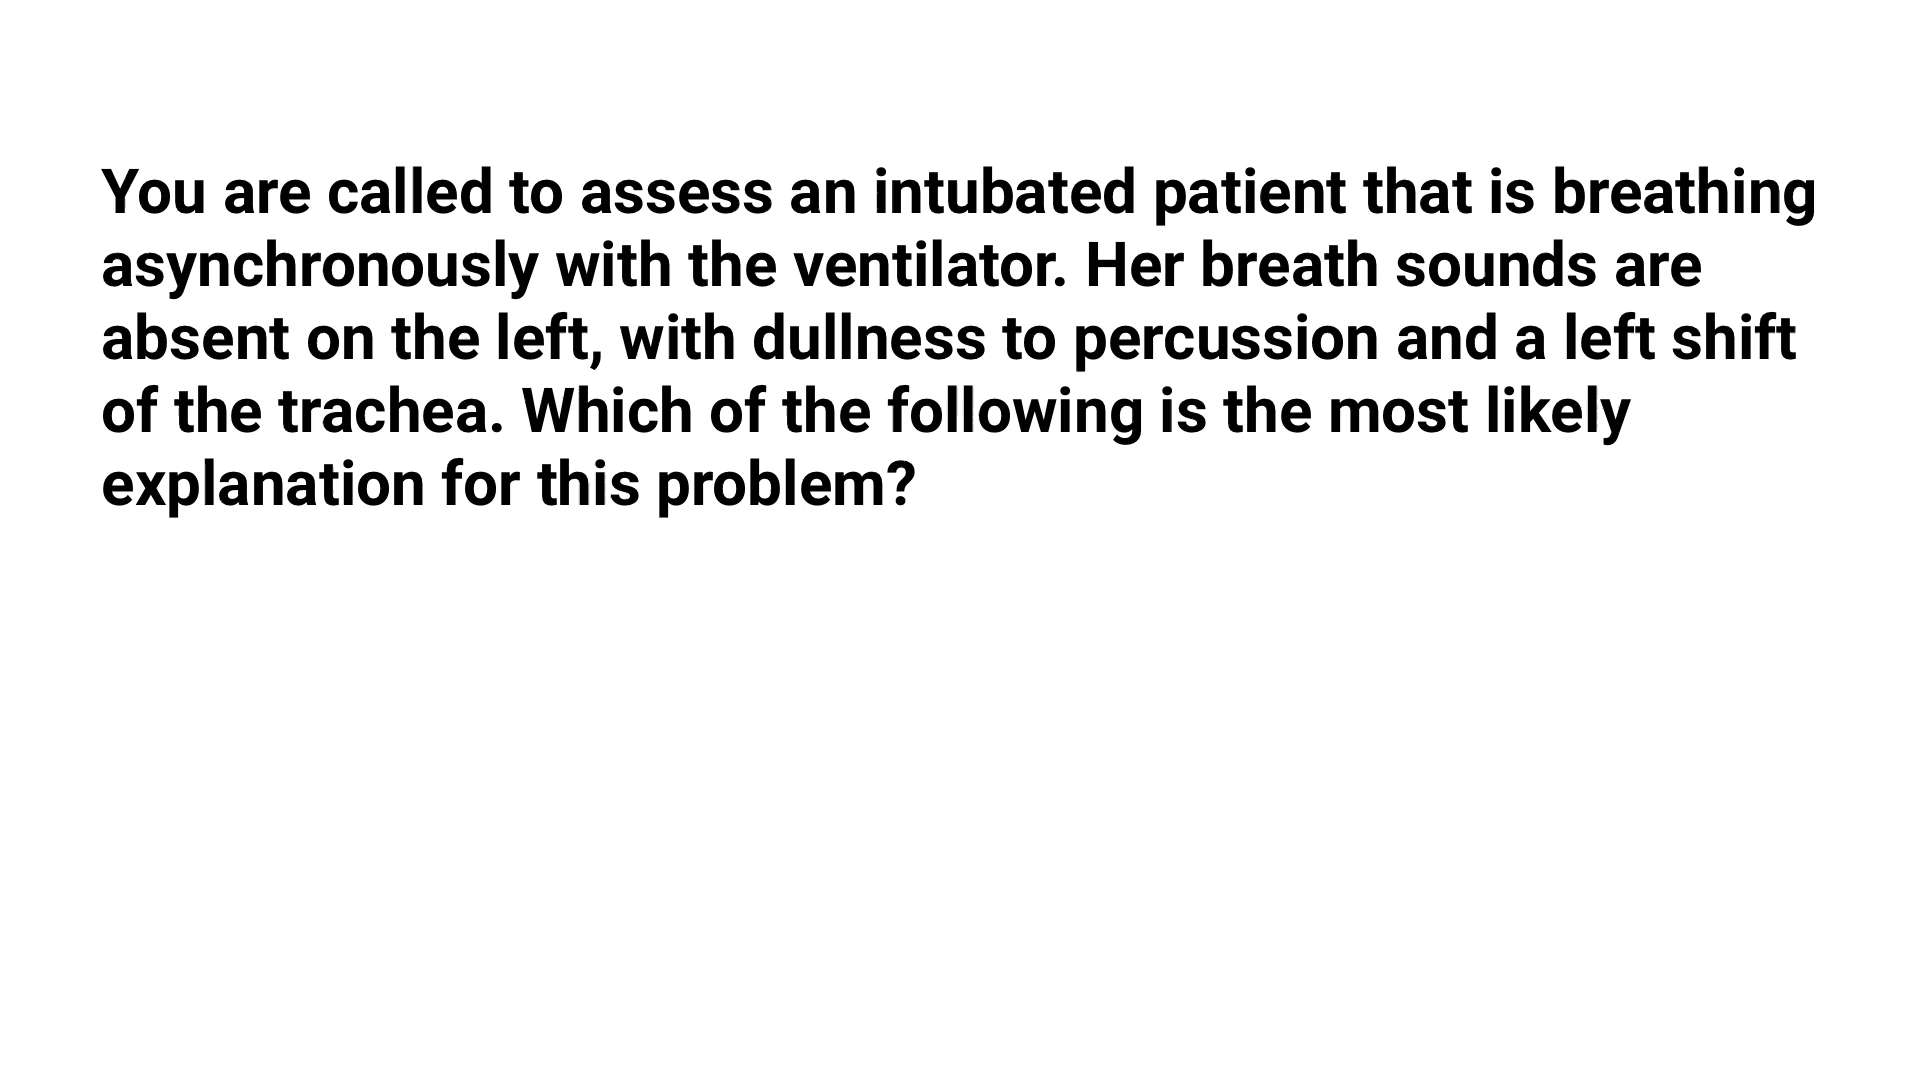 You are called to assess an intubated patient that is breathing
asynchronously with the ventilator. Her breath sounds are
absent on the left, with dullness to percussion and a left shift
of the trachea. Which of the following is the most likely
explanation for this problem?